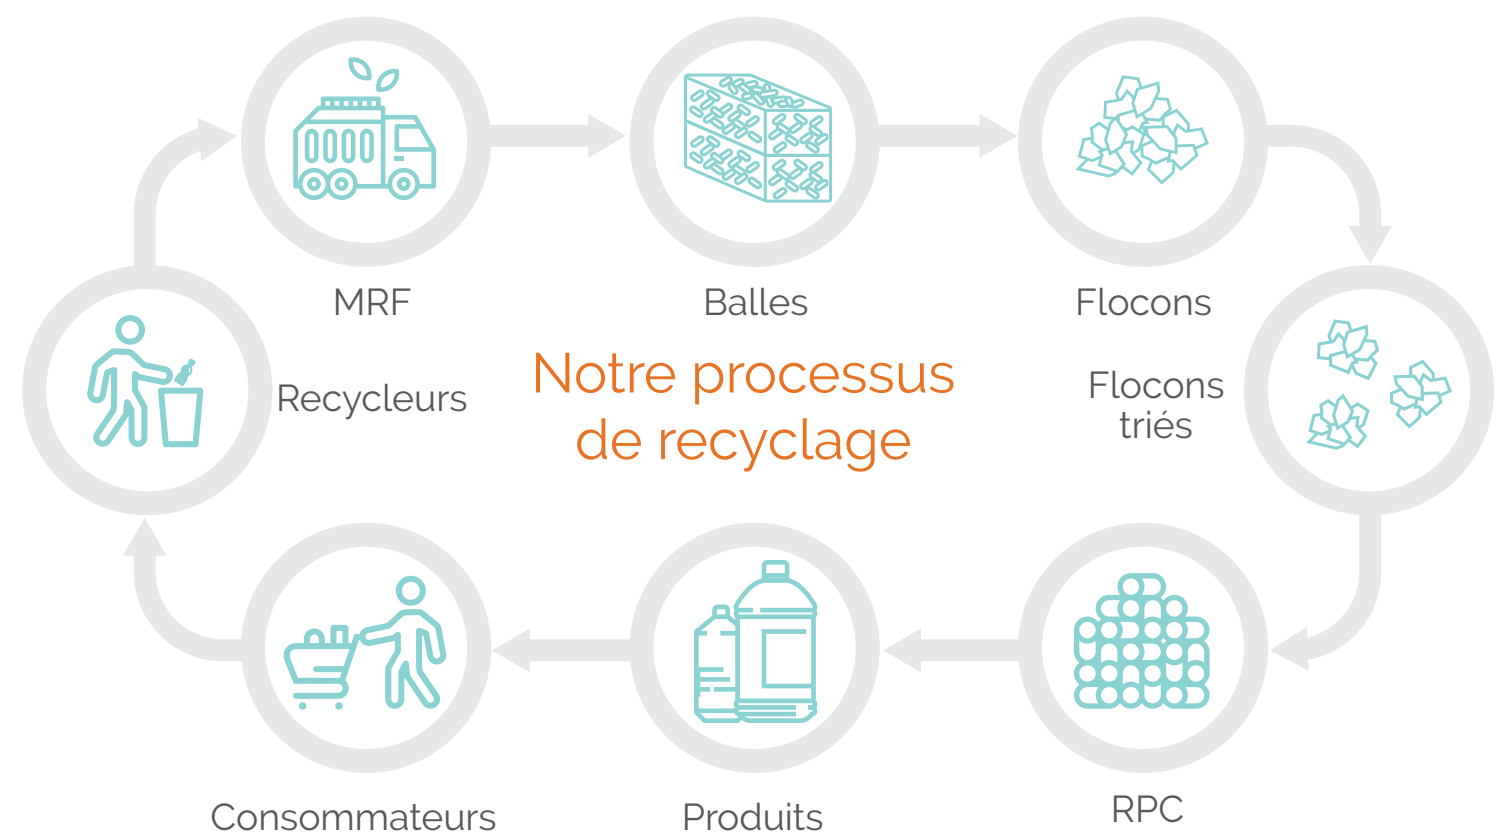 MRF
Balles
Flocons
Recycleurs
Notre processus
de recyclage
Flocons
triés
Consommateurs
Produits
RPC